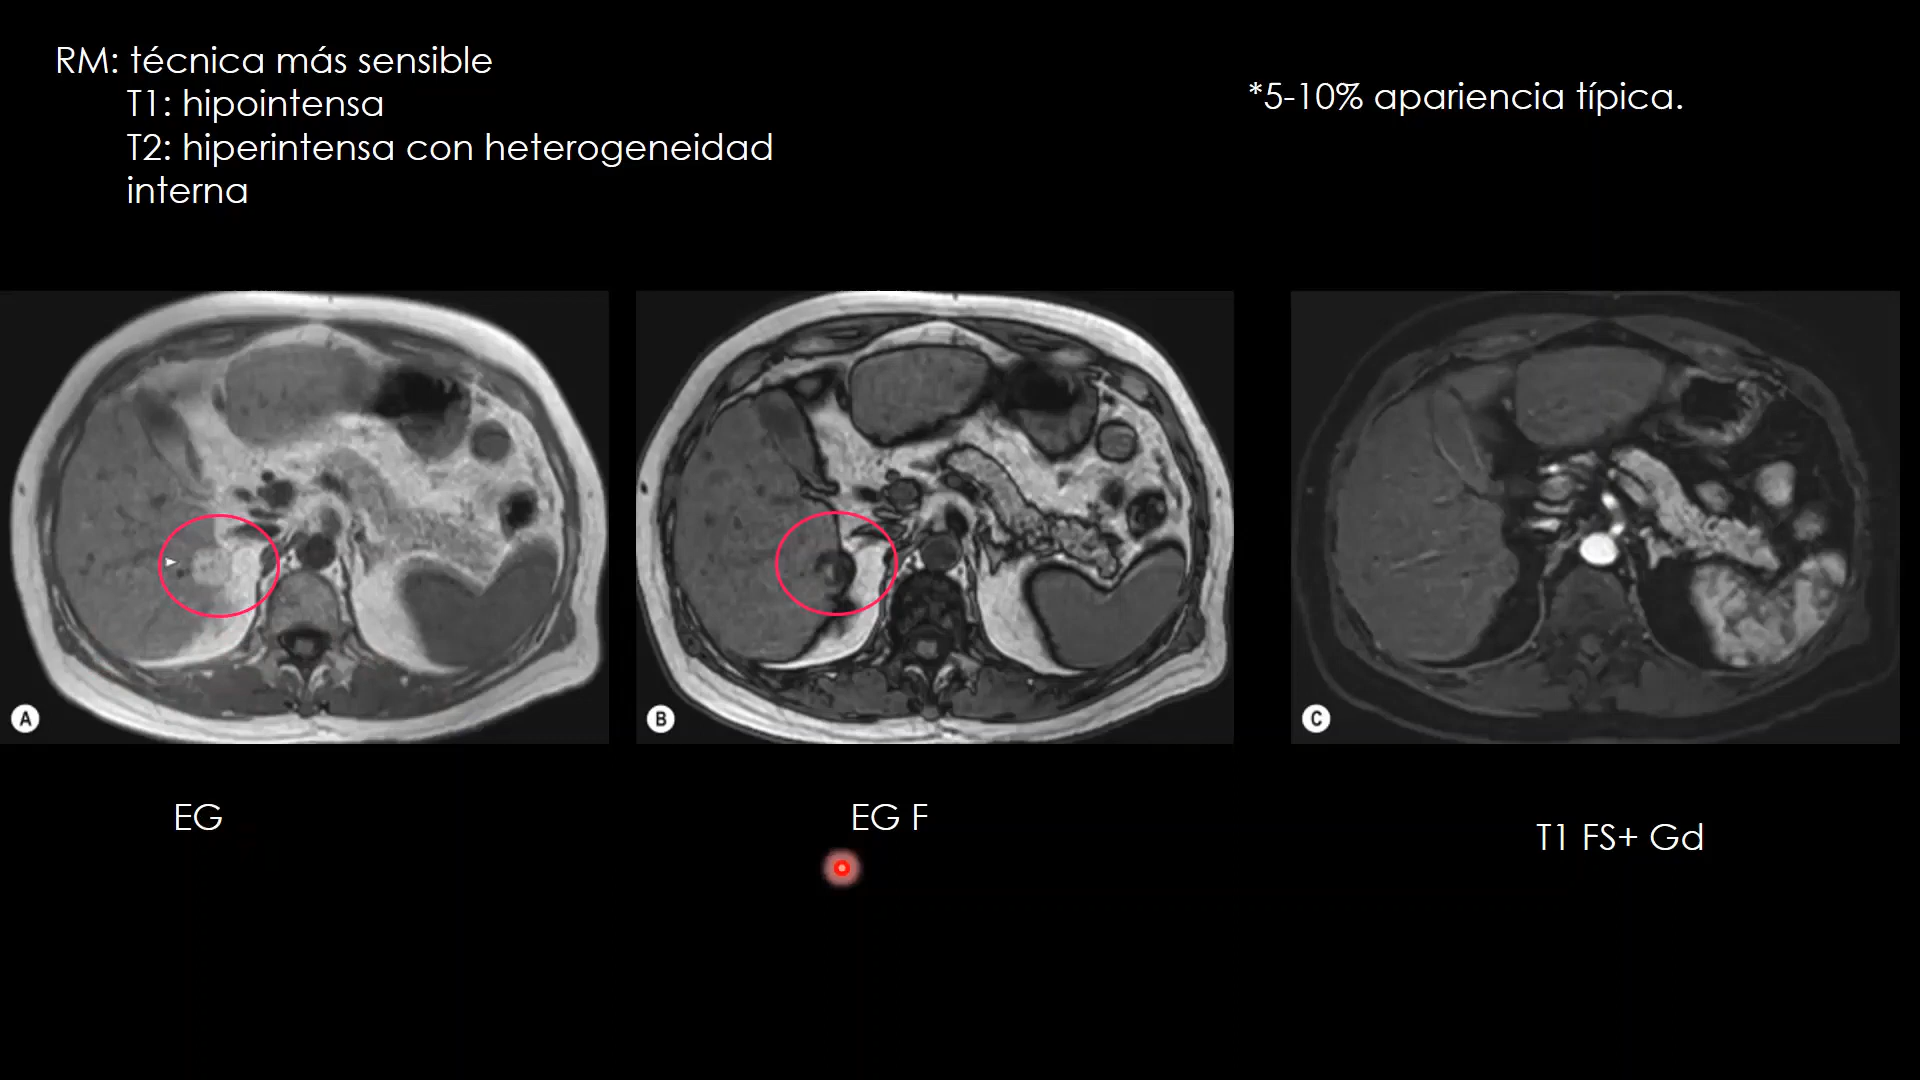 RM: técnica más sensible
T1: hipointensa
T2: hiperintensa con heterogeneidad
interna
*5-10% apariencia típica.
A
B
C
EG
EG F
T1 FS+ Gd